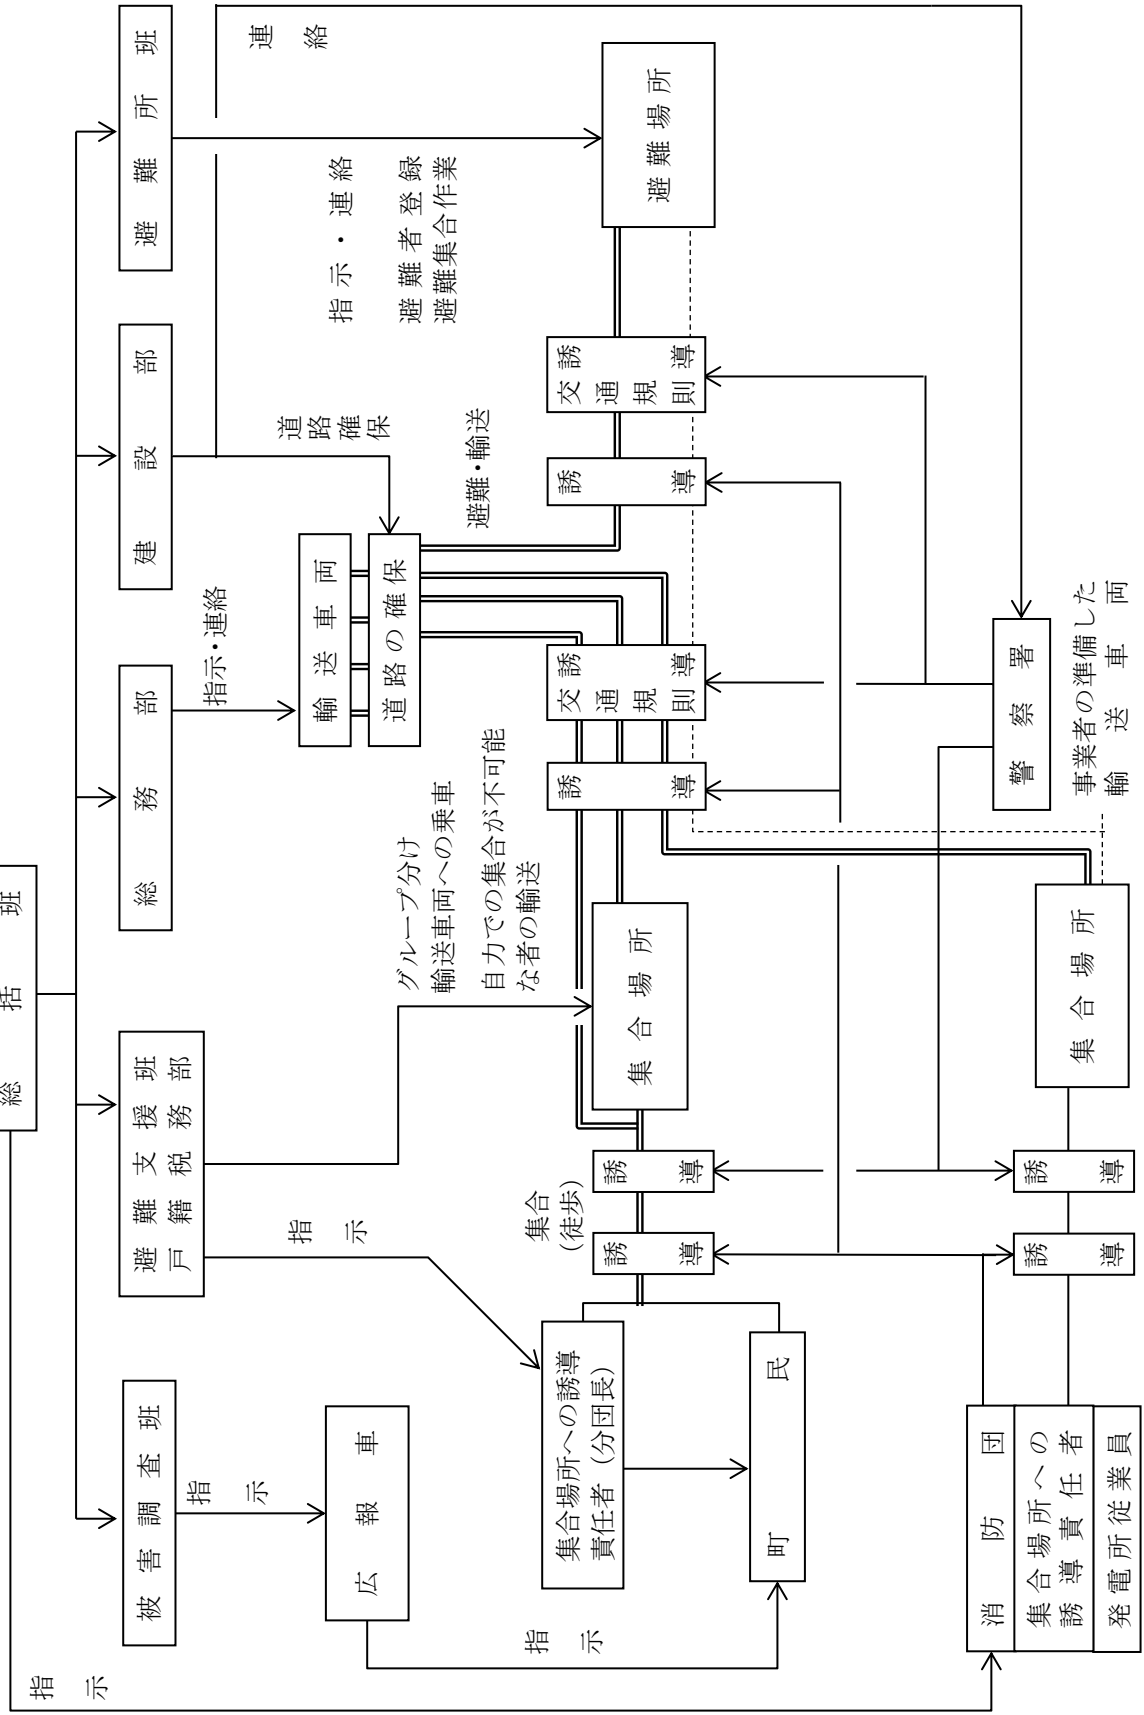 総括班
指示
被害調査班
避難支援班
戸籍税務部
総務部
建設部
避難所班
連絡
指示
広報車
指示
指示
指示・連絡
輸送車両
道路の確保
道路確保
指示・連絡
避難者登録
避難集合作業
グループ分け
輸送車両への乗車
自力での集合が不可能
な者の輸送
避難・輸送
集合場所への誘導
責任者（分団長）
町民
集合
(徒歩)
誘導
誘導
集合場所
誘導
誘導
交通規則
誘導
誘導
交通規則
避難場所
消防団
集合場所への
誘導責任者
発電所従業員
誘導
誘導
集合場所
警察署
事業者の準備した
輸送車両